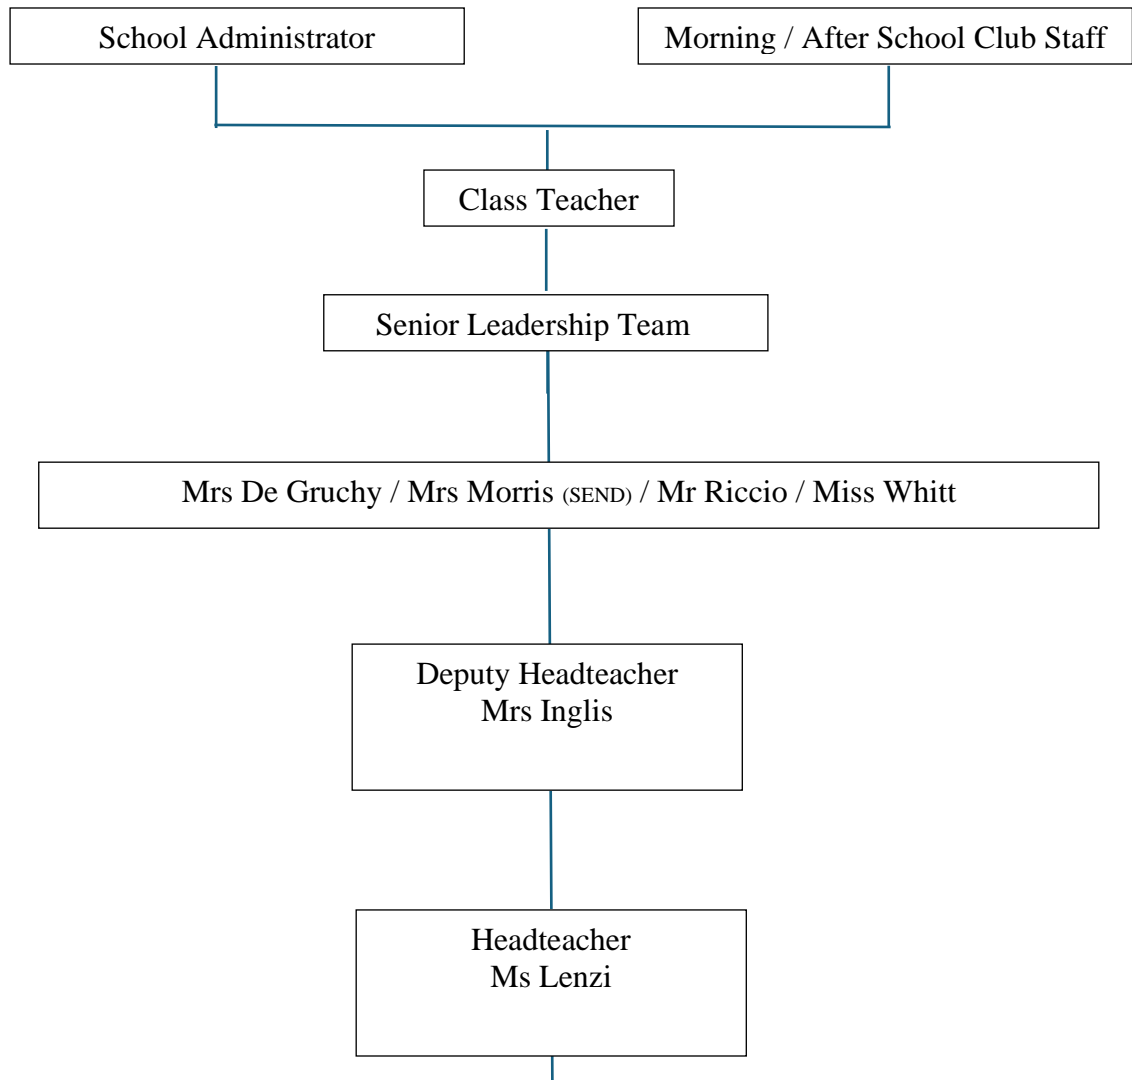 School Administrator
Morning / After School Club Staff
Class Teacher
Senior Leadership Team
Mrs De Gruchy / Mrs Morris (SEND) / Mr Riccio / Miss Whitt
Deputy Headteacher
Mrs Inglis
Headteacher
Ms Lenzi